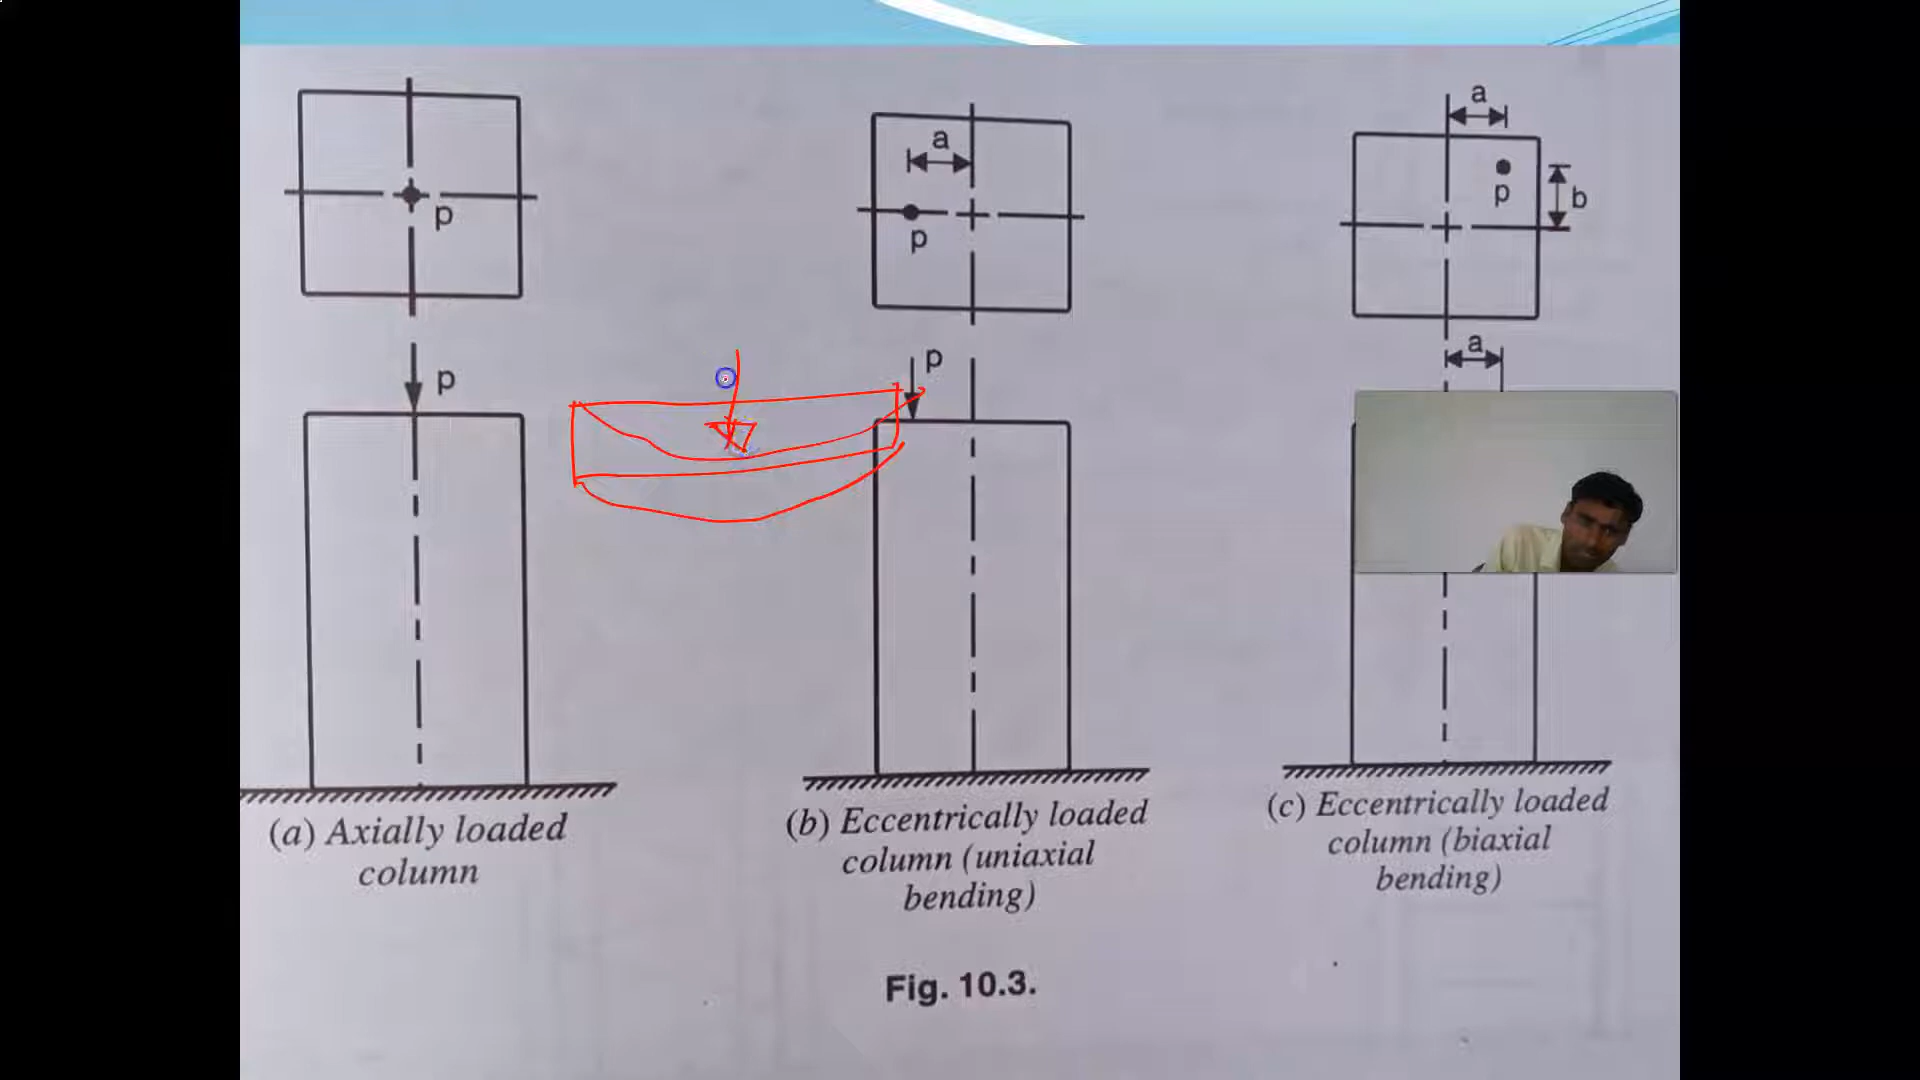 a
a
p
p
p
b
p
p
a
(a) Axially loaded
column
(b) Eccentrically loaded
column (uniaxial
bending)
(c) Eccentrically loaded
column (biaxial
bending)
Fig. 10.3.